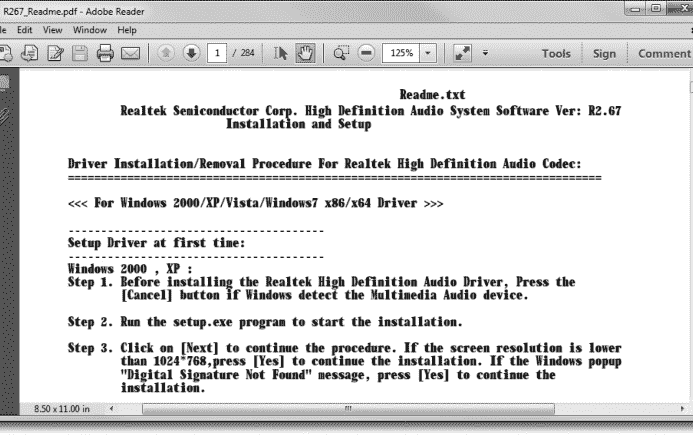 R267_Readme.pdf - Adobe Reader
Edit View Window Help
1 / 284 125% Tools Sign Comment
Readme.txt
Realtek Semiconductor Corp. High Definition Audio System Software Ver: R2.67
Installation and Setup
Driver Installation/Removal Procedure For Realtek High Definition Audio Codec:
==============================================================================
<<< For Windows 2000/XP/Vista/Windows7 x86/x64 Driver >>>
---------------------------------------
Setup Driver at first time:
---------------------------------------
Windows 2000 , XP :
Step 1. Before installing the Realtek High Definition Audio Driver, Press the
[Cancel] button if Windows detect the Multimedia Audio device.
Step 2. Run the setup.exe program to start the installation.
Step 3. Click on [Next] to continue the procedure. If the screen resolution is lower
than 1024*768,press [Yes] to continue the installation. If the Windows popup
"Digital Signature Not Found" message, press [Yes] to continue the
installation.
8.50 x 11.00 in